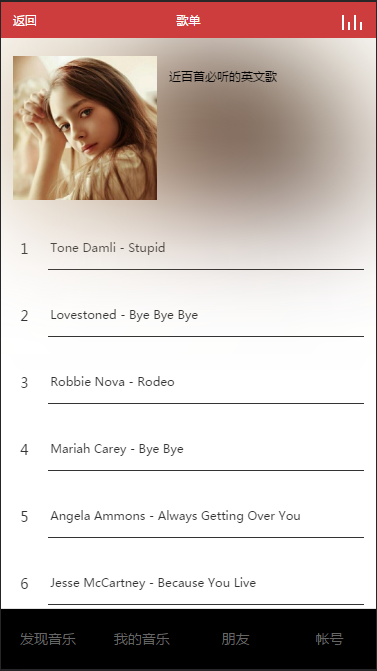 返回
歌单
近百首必听的英文歌
1 Tone Damli - Stupid
2 Lovestoned - Bye Bye Bye
3 Robbie Nova - Rodeo
4 Mariah Carey - Bye Bye
5 Angela Ammons - Always Getting Over You
6 Jesse McCartney - Because You Live
发现音乐 我的音乐 朋友 帐号